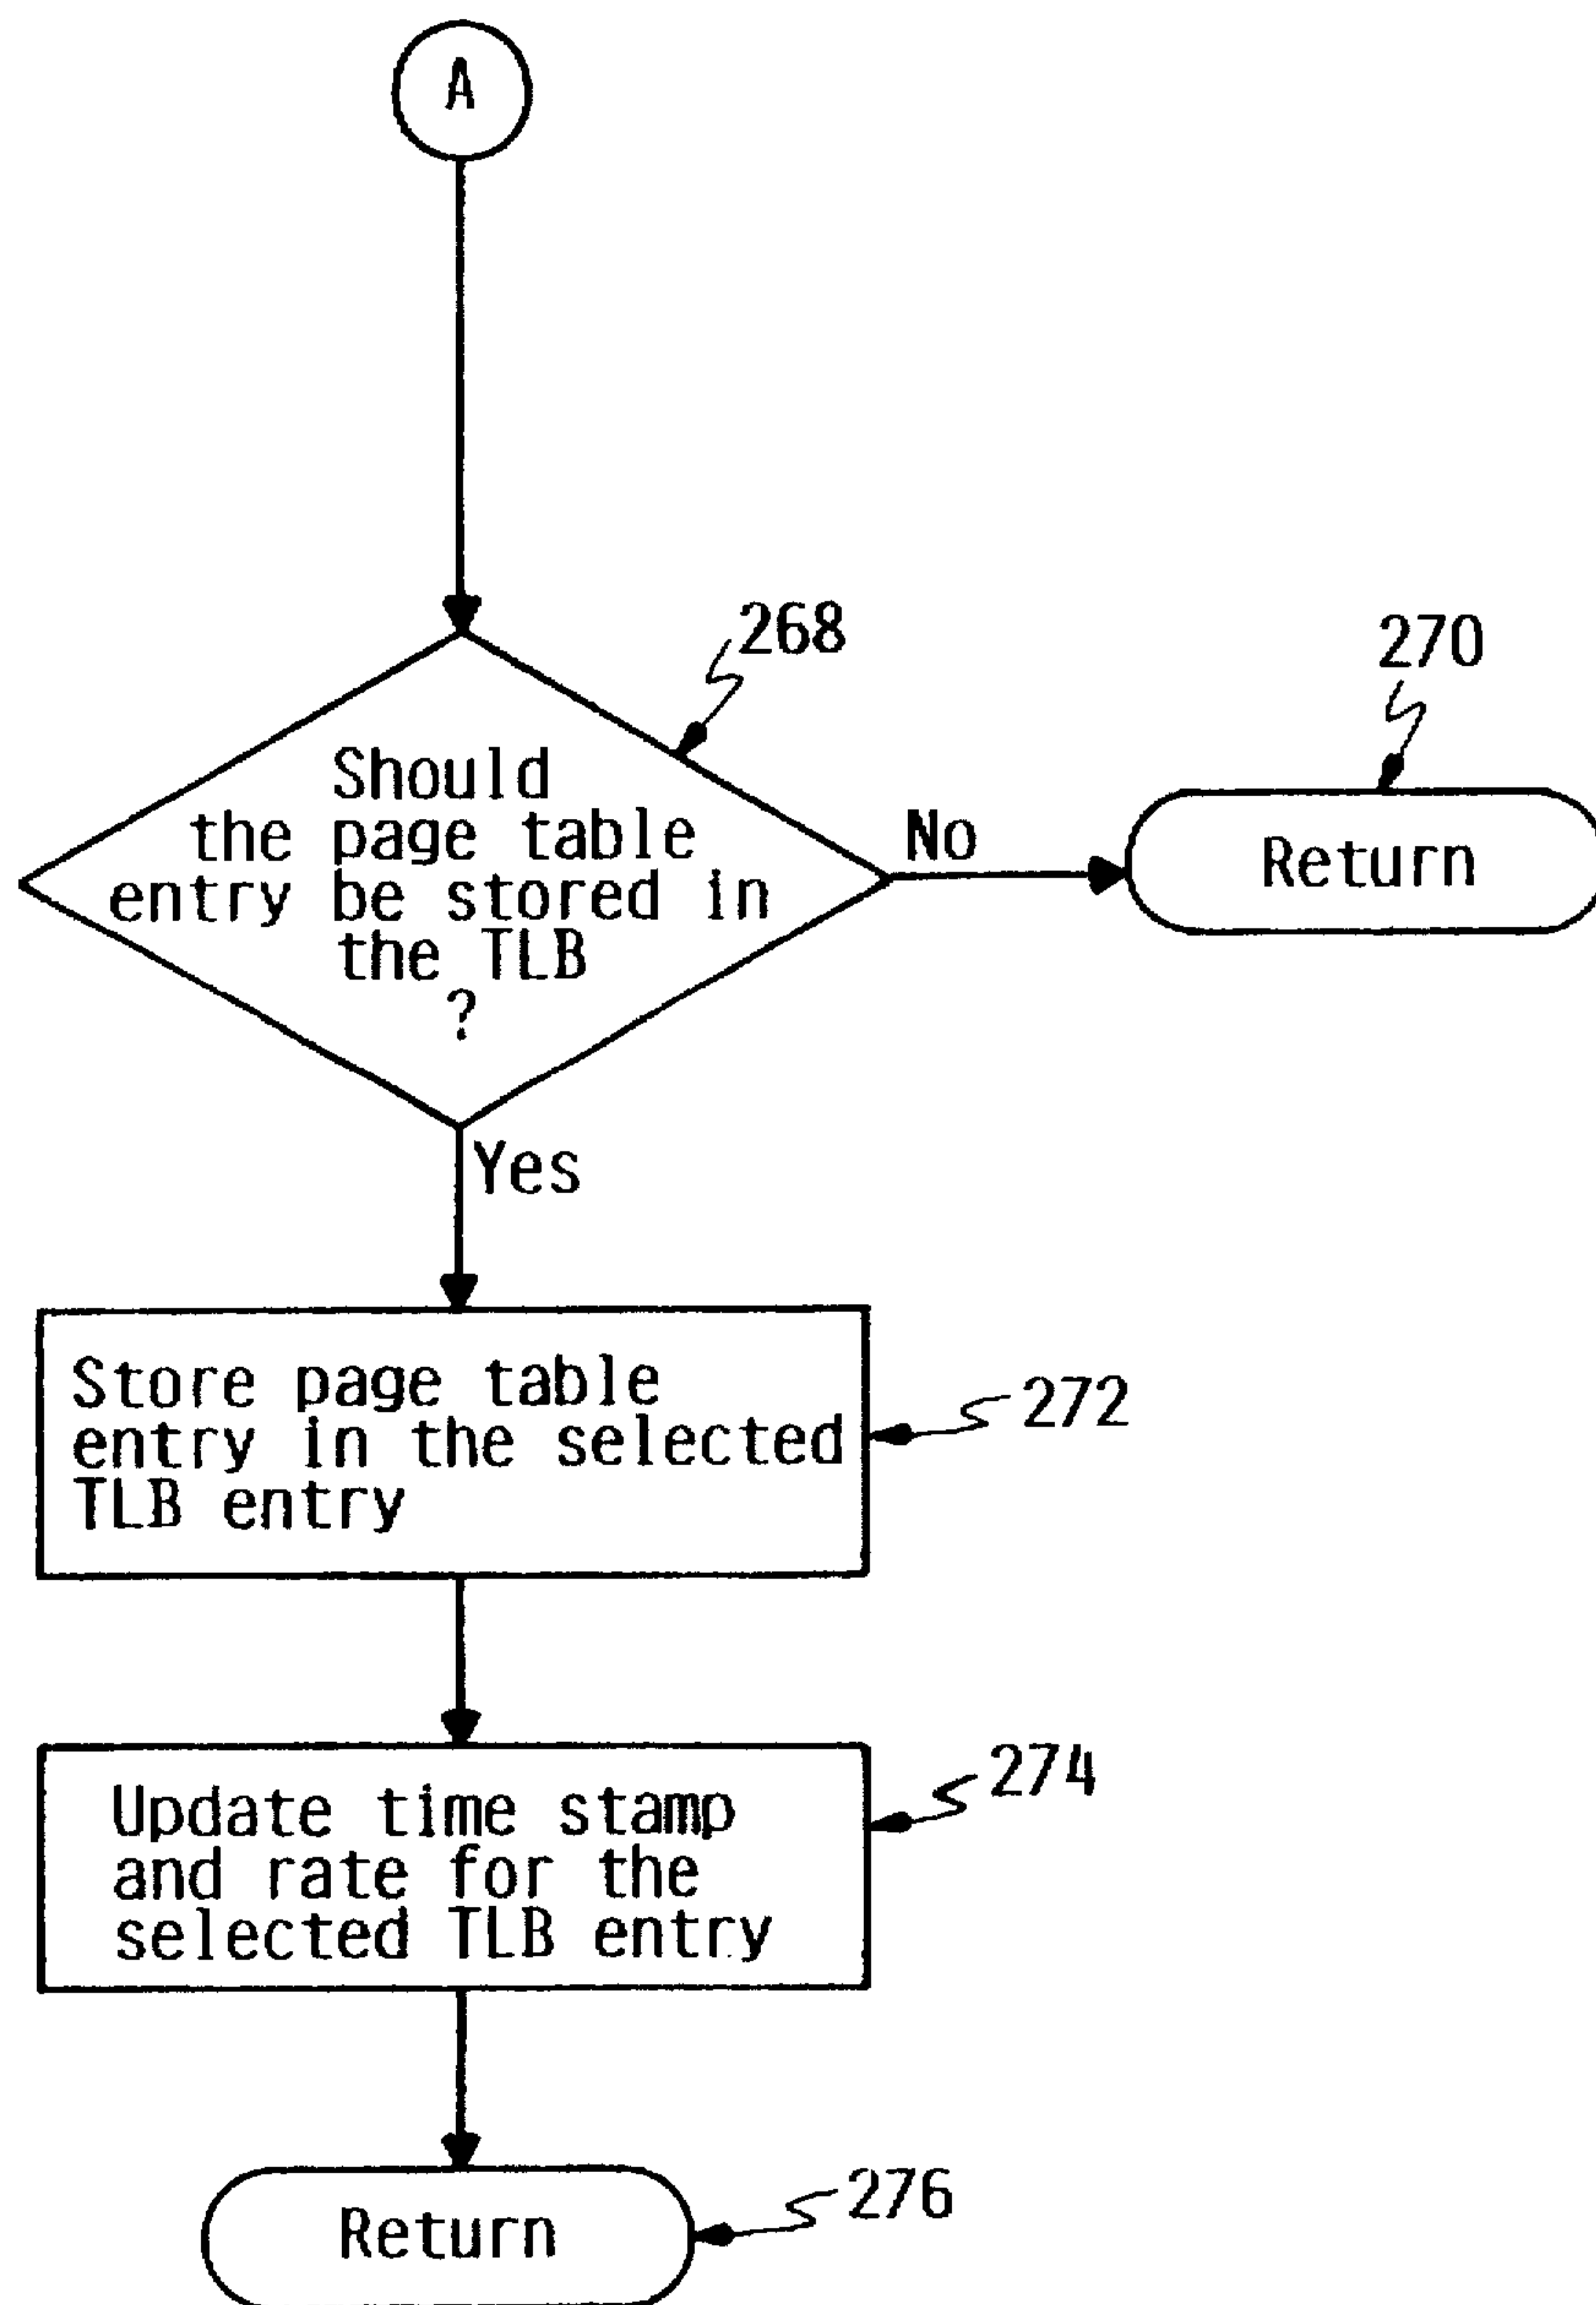 A
268
270
Should
the page table
entry be stored in
the TLB
?
No
Return
Yes
Store page table
entry in the selected
TLB entry
272
Update time stamp
and rate for the
selected TLB entry
274
Return
276